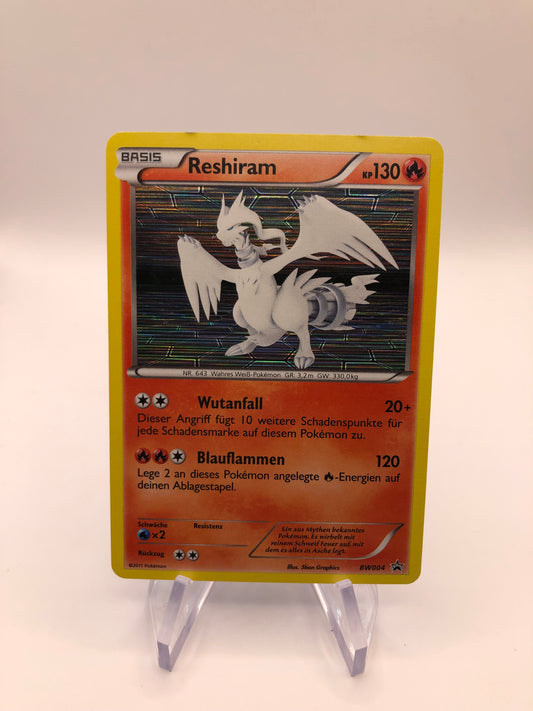 BASIS Reshiram KP130
NR. 643 Wahres Weiß-Pokémon GR: 3,2m GW: 330,0kg
Wutanfall 20+
Dieser Angriff fügt 10 weitere Schadenspunkte für
jede Schadensmarke auf diesem Pokémon zu.
Blauflammen 120
Lege 2 an dieses Pokémon angelegte -Energien auf
deinen Ablagestapel.
Schwäche Resistenz
×2
Rückzug
Ein aus Mythen bekanntes
Pokémon. Es wirbelt mit
seinem Schweif Feuer auf, mit
dem es alles in Asche legt.
©2011 Pokémon Illus. 5ban Graphics BW004